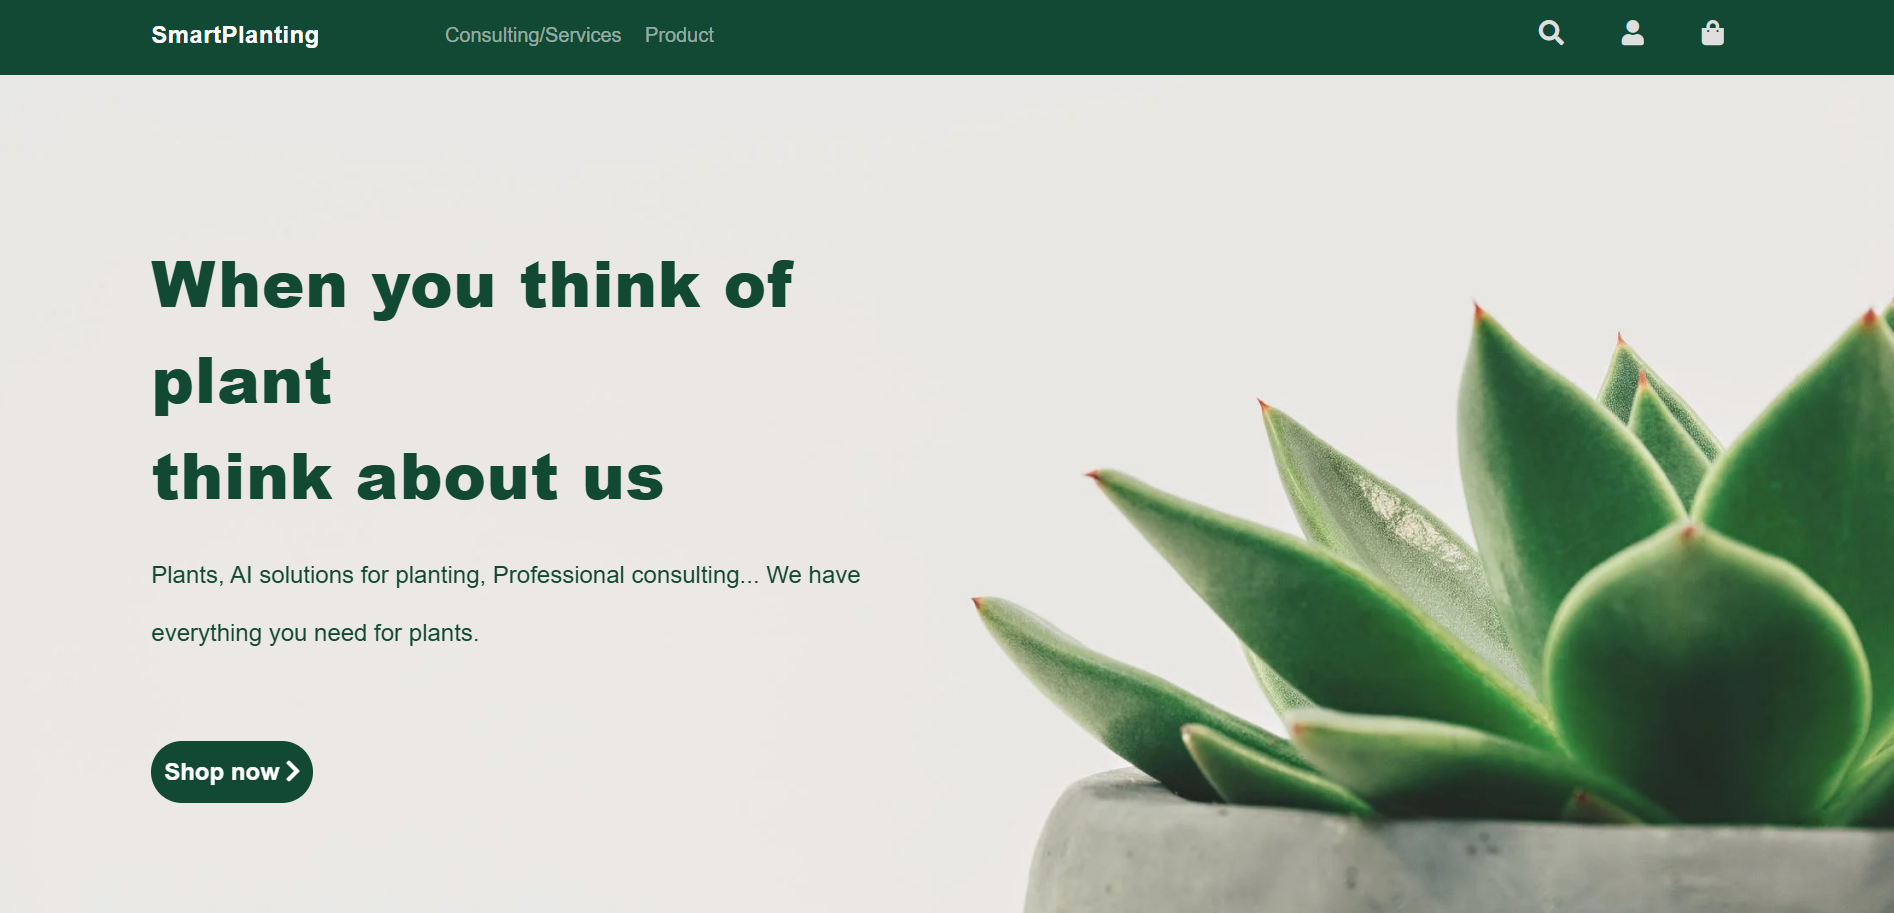 SmartPlanting
Consulting/Services
Product
When you think of
plant
think about us
Plants, AI solutions for planting, Professional consulting... We have
everything you need for plants.
Shop now